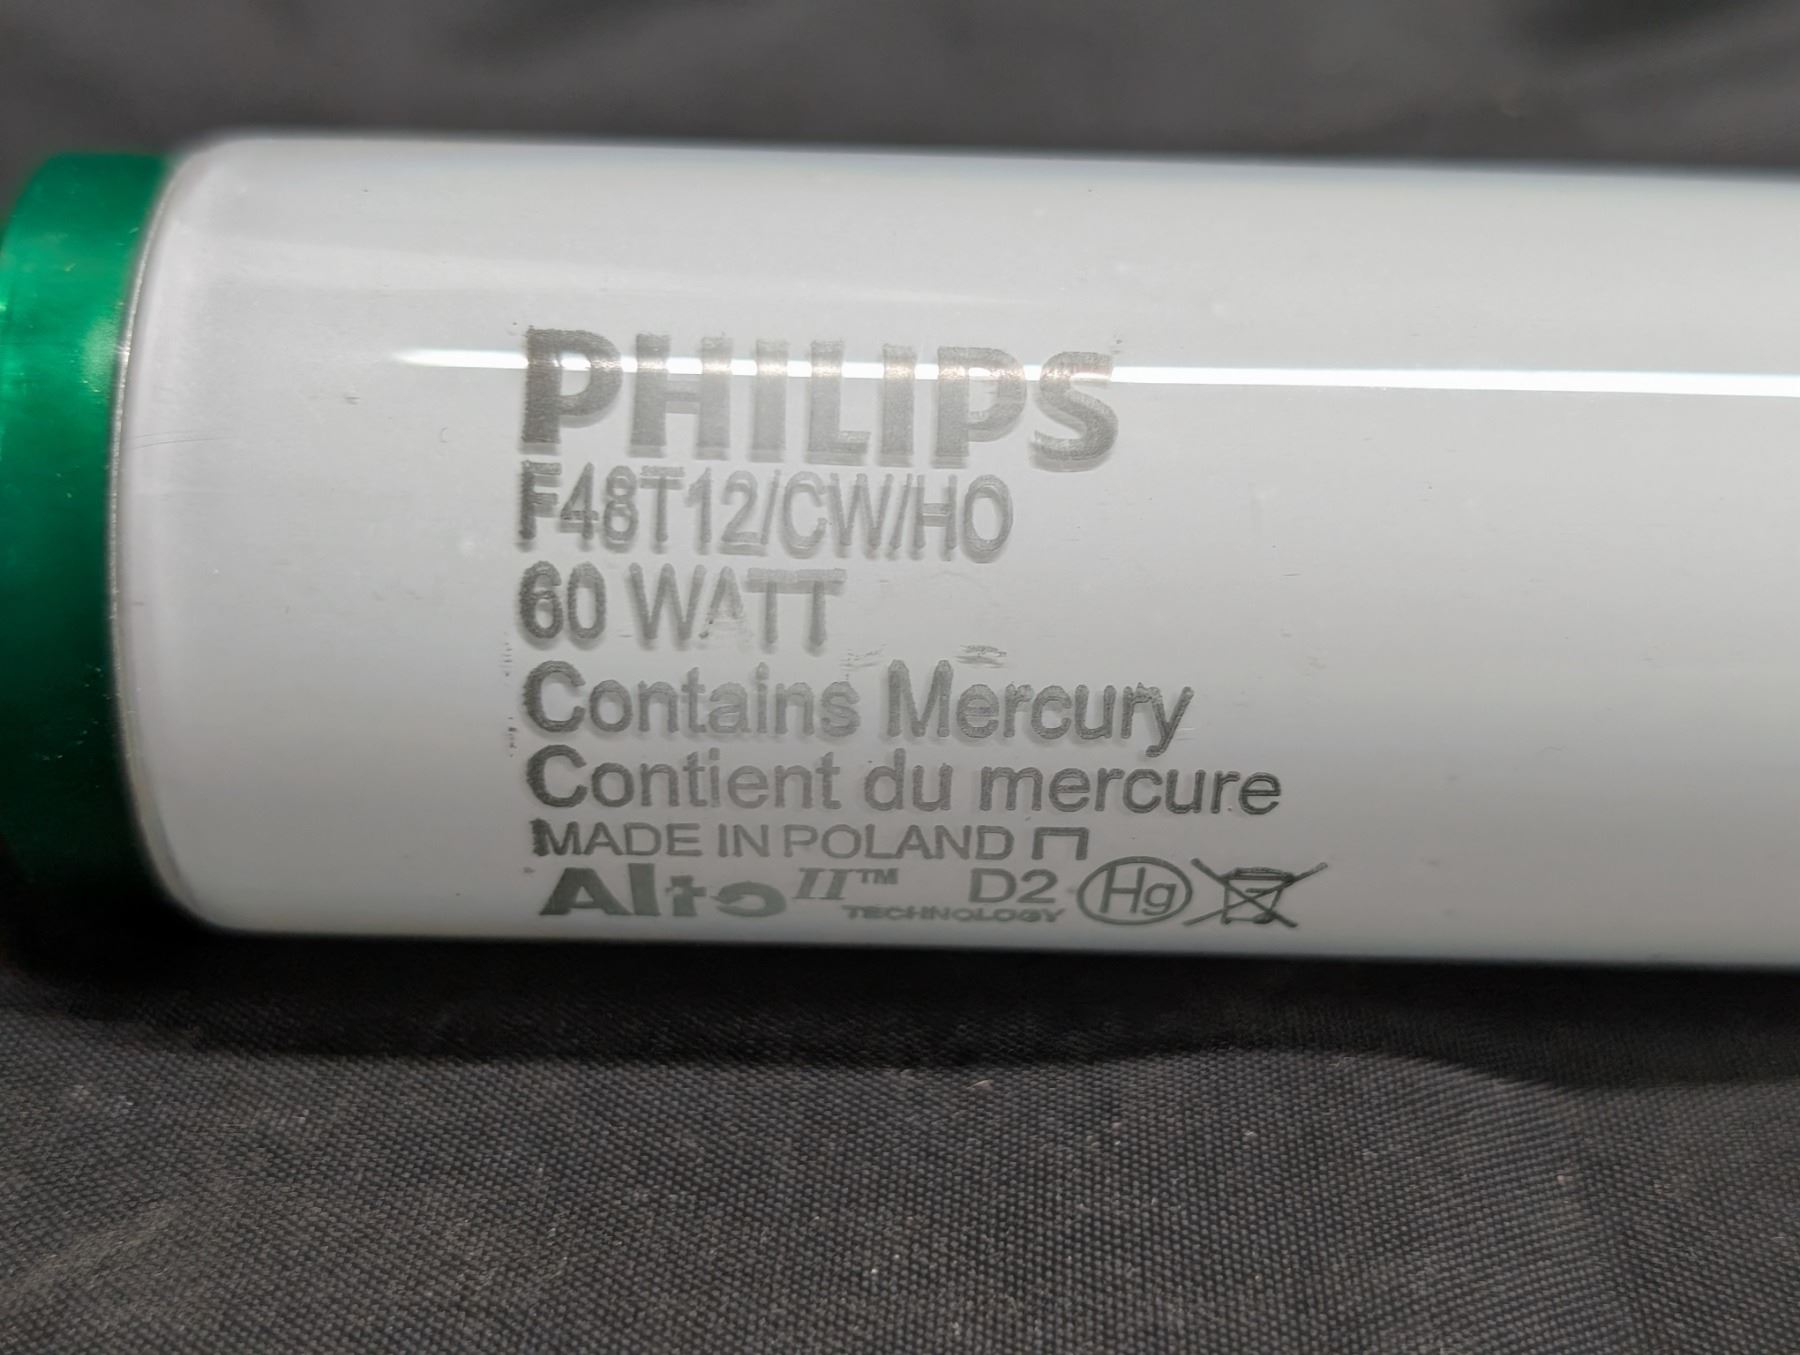 PHILIPS
F48T12/CW/HO
60 WATT
Contains Mercury
Contient du mercure
MADE IN POLAND
Alto II™ TECHNOLOGY D2 Hg